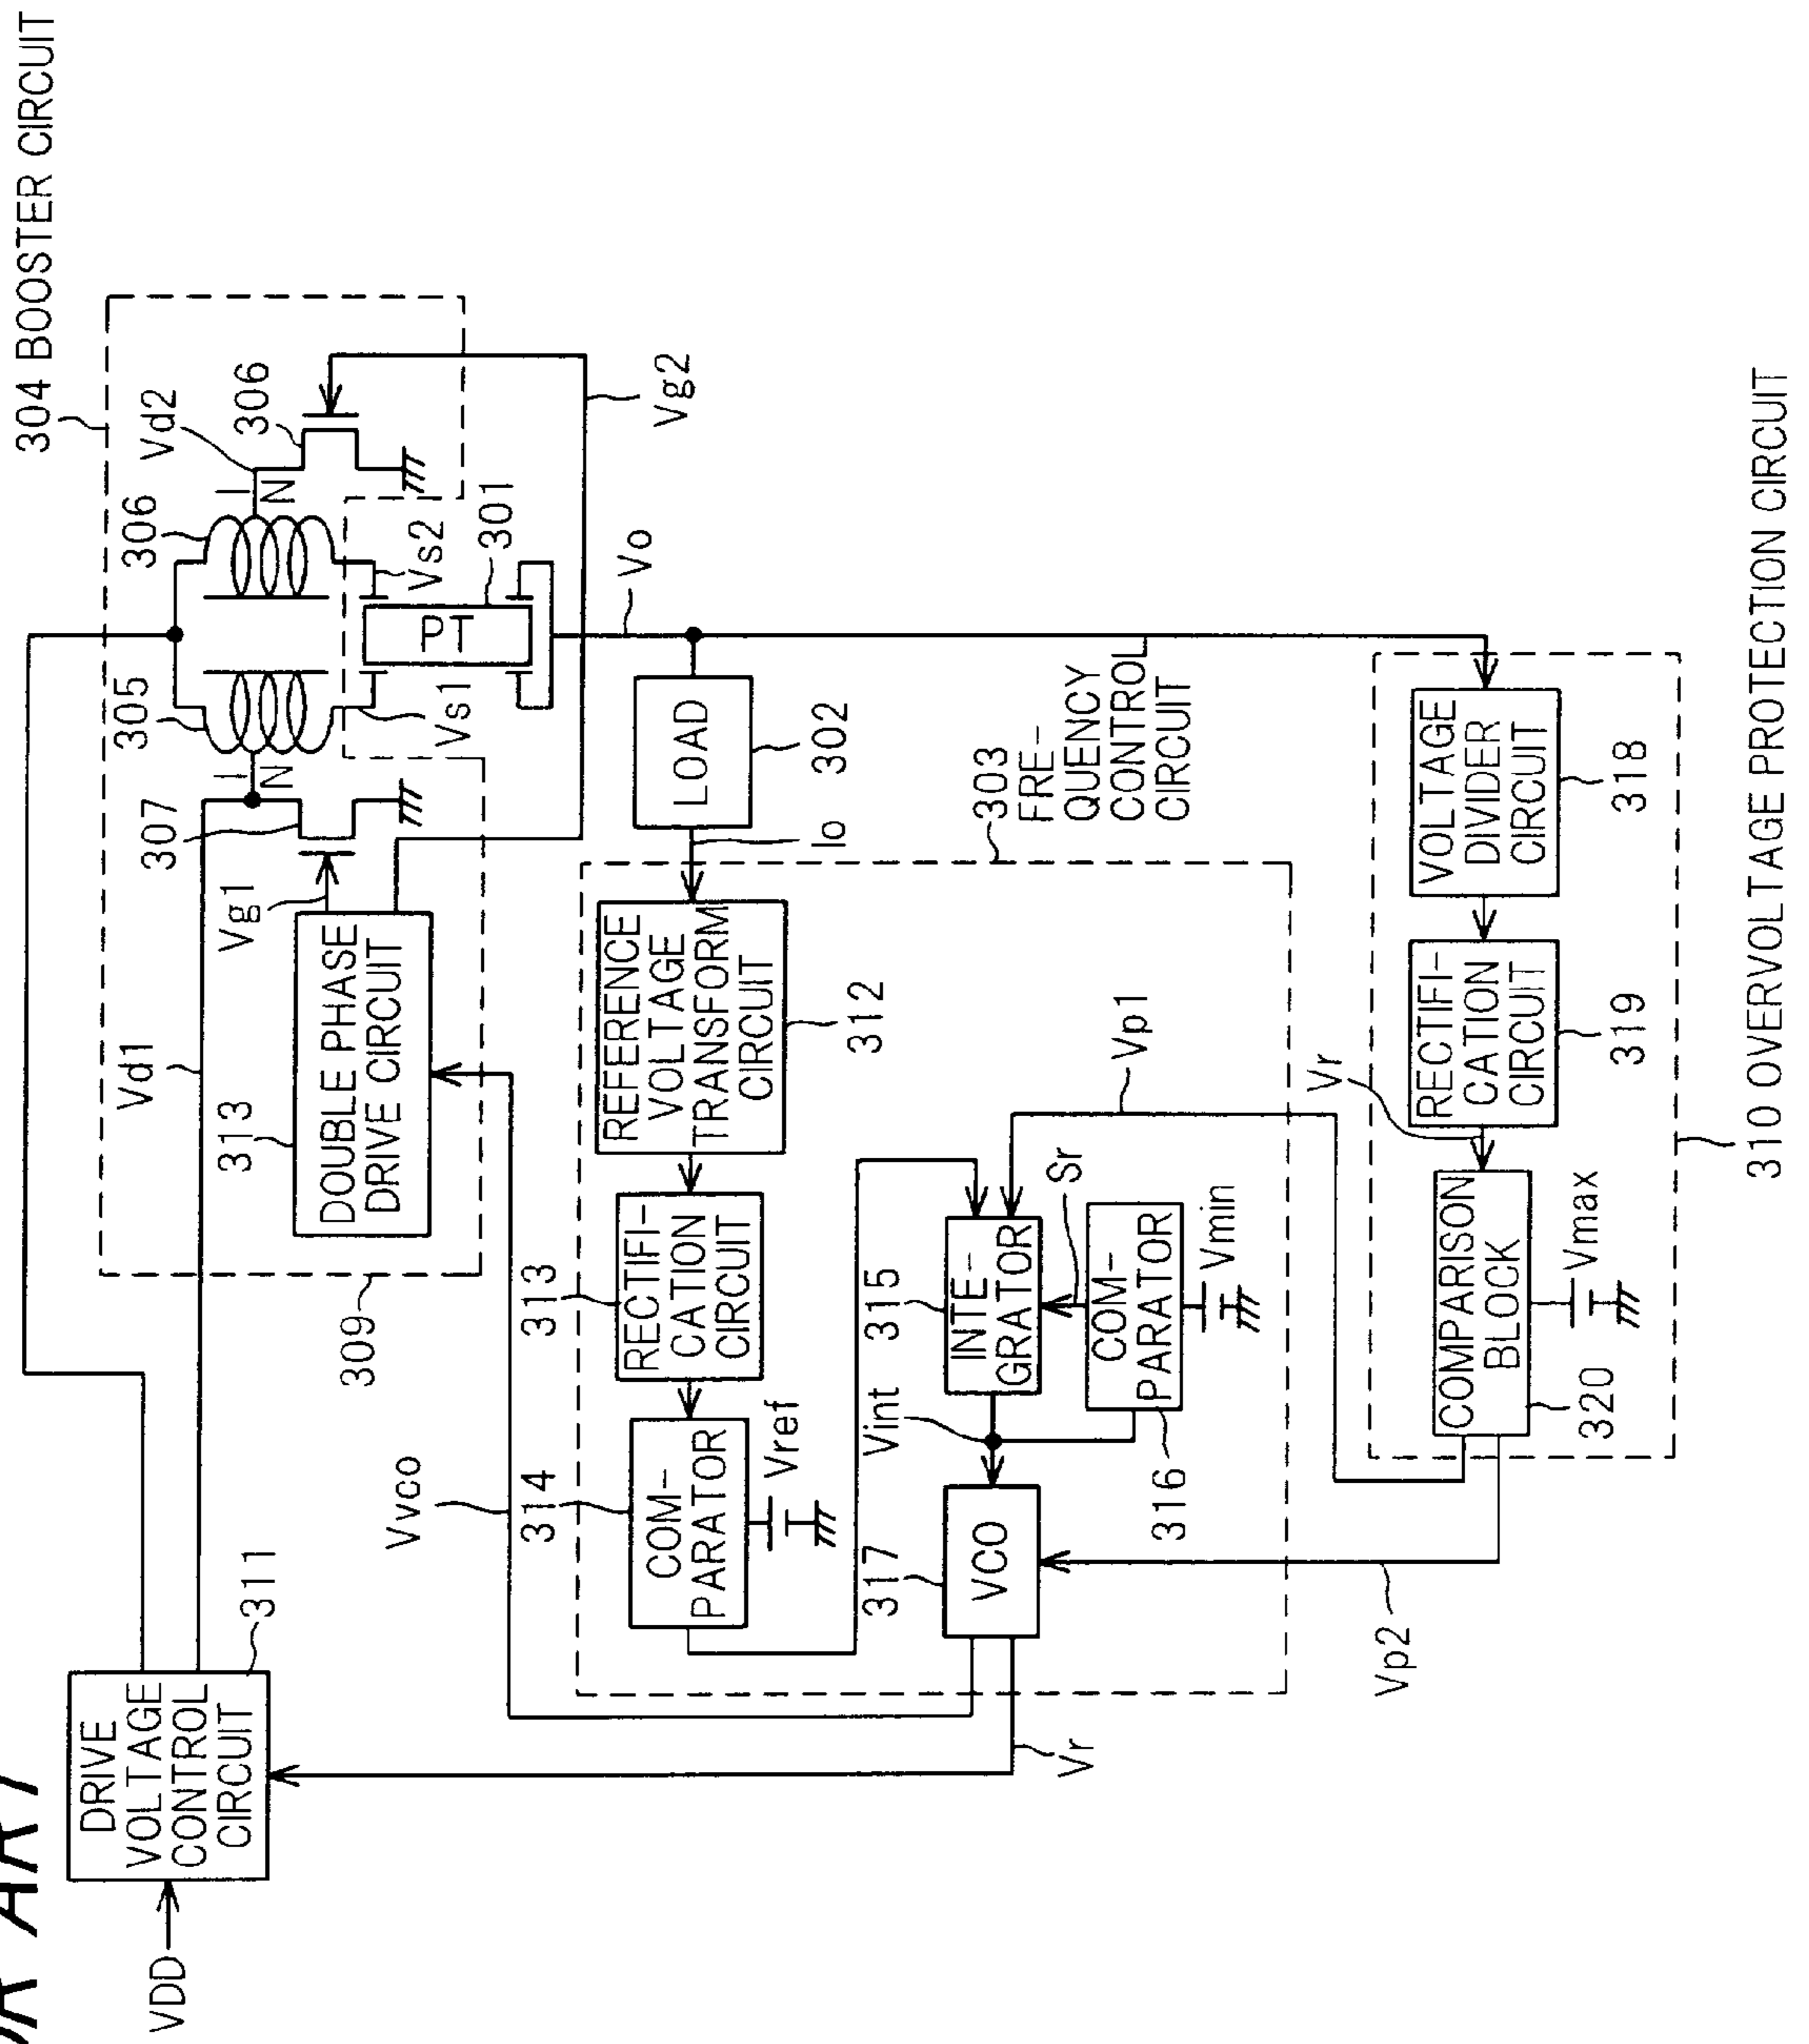 OR ART
304 BOOSTER CIRCUIT
VDD
DRIVE
VOLTAGE
CONTROL
CIRCUIT
311
Vd1
Vd2
305
306
306
307
I
N
I
N
Vg1
Vg2
313
DOUBLE PHASE
DRIVE CIRCUIT
309
Vs1
Vs2
PT
301
Vo
LOAD
302
Io
303
FRE-
QUENCY
CONTROL
CIRCUIT
Vvco
REFERENCE
VOLTAGE
TRANSFORM
CIRCUIT
312
313
RECTIFI-
CATION
CIRCUIT
314
COM-
PARATOR
Vref
315
INTE-
GRATOR
Vp1
Sr
COM-
PARATOR
Vmin
316
Vint
317
VCO
Vr
Vp2
VOLTAGE
DIVIDER
CIRCUIT
318
RECTIFI-
CATION
CIRCUIT
319
Vr
COMPARISON
BLOCK
Vmax
320
310 OVERVOLTAGE PROTECTION CIRCUIT